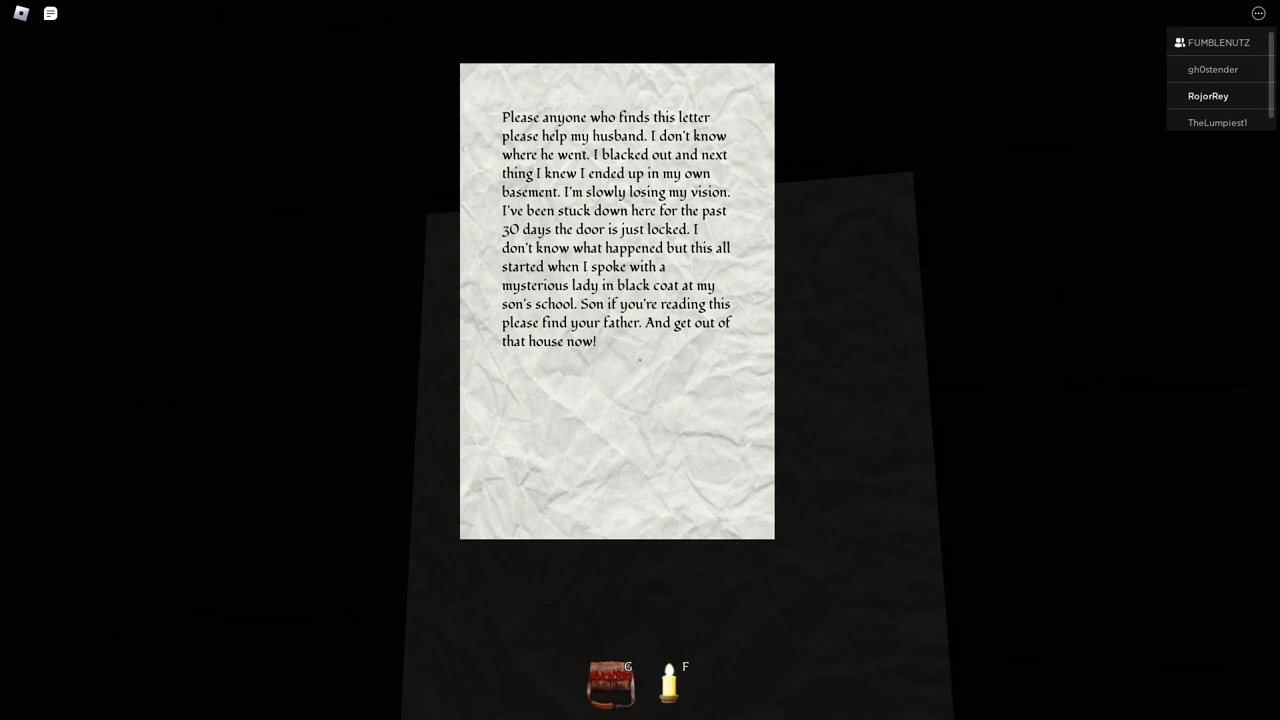 FUMBLENUTZ
gh0stender
RojorRey
TheLumpiest1
Please anyone who finds this letter
please help my husband. I don't know
where he went. I blacked out and next
thing I knew I ended up in my own
basement. I'm slowly losing my vision.
I've been stuck down here for the past
30 days the door is just locked. I
don't know what happened but this all
started when I spoke with a
mysterious lady in black coat at my
son's school. Son if you're reading this
please find your father. And get out of
that house now!
G
F